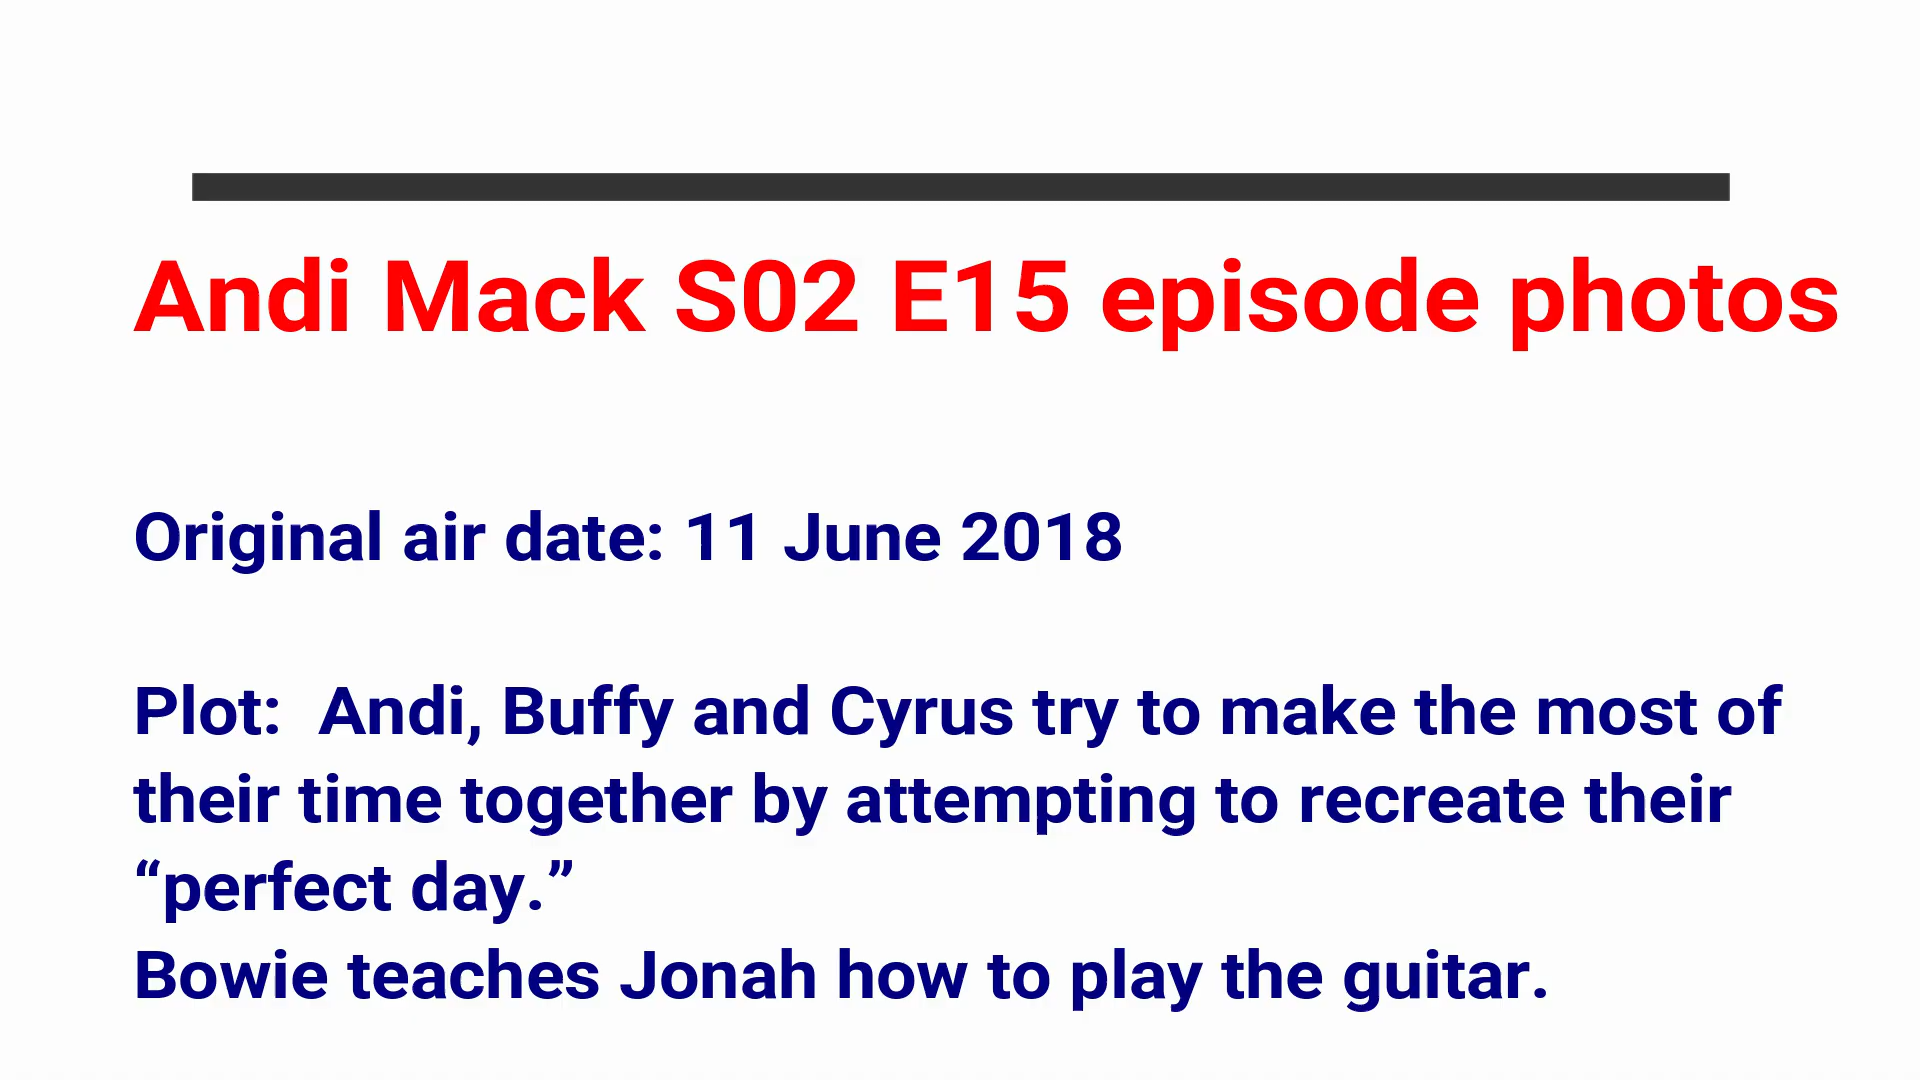 Andi Mack S02 E15 episode photos
Original air date: 11 June 2018
Plot:  Andi, Buffy and Cyrus try to make the most of
their time together by attempting to recreate their
“perfect day.”
Bowie teaches Jonah how to play the guitar.